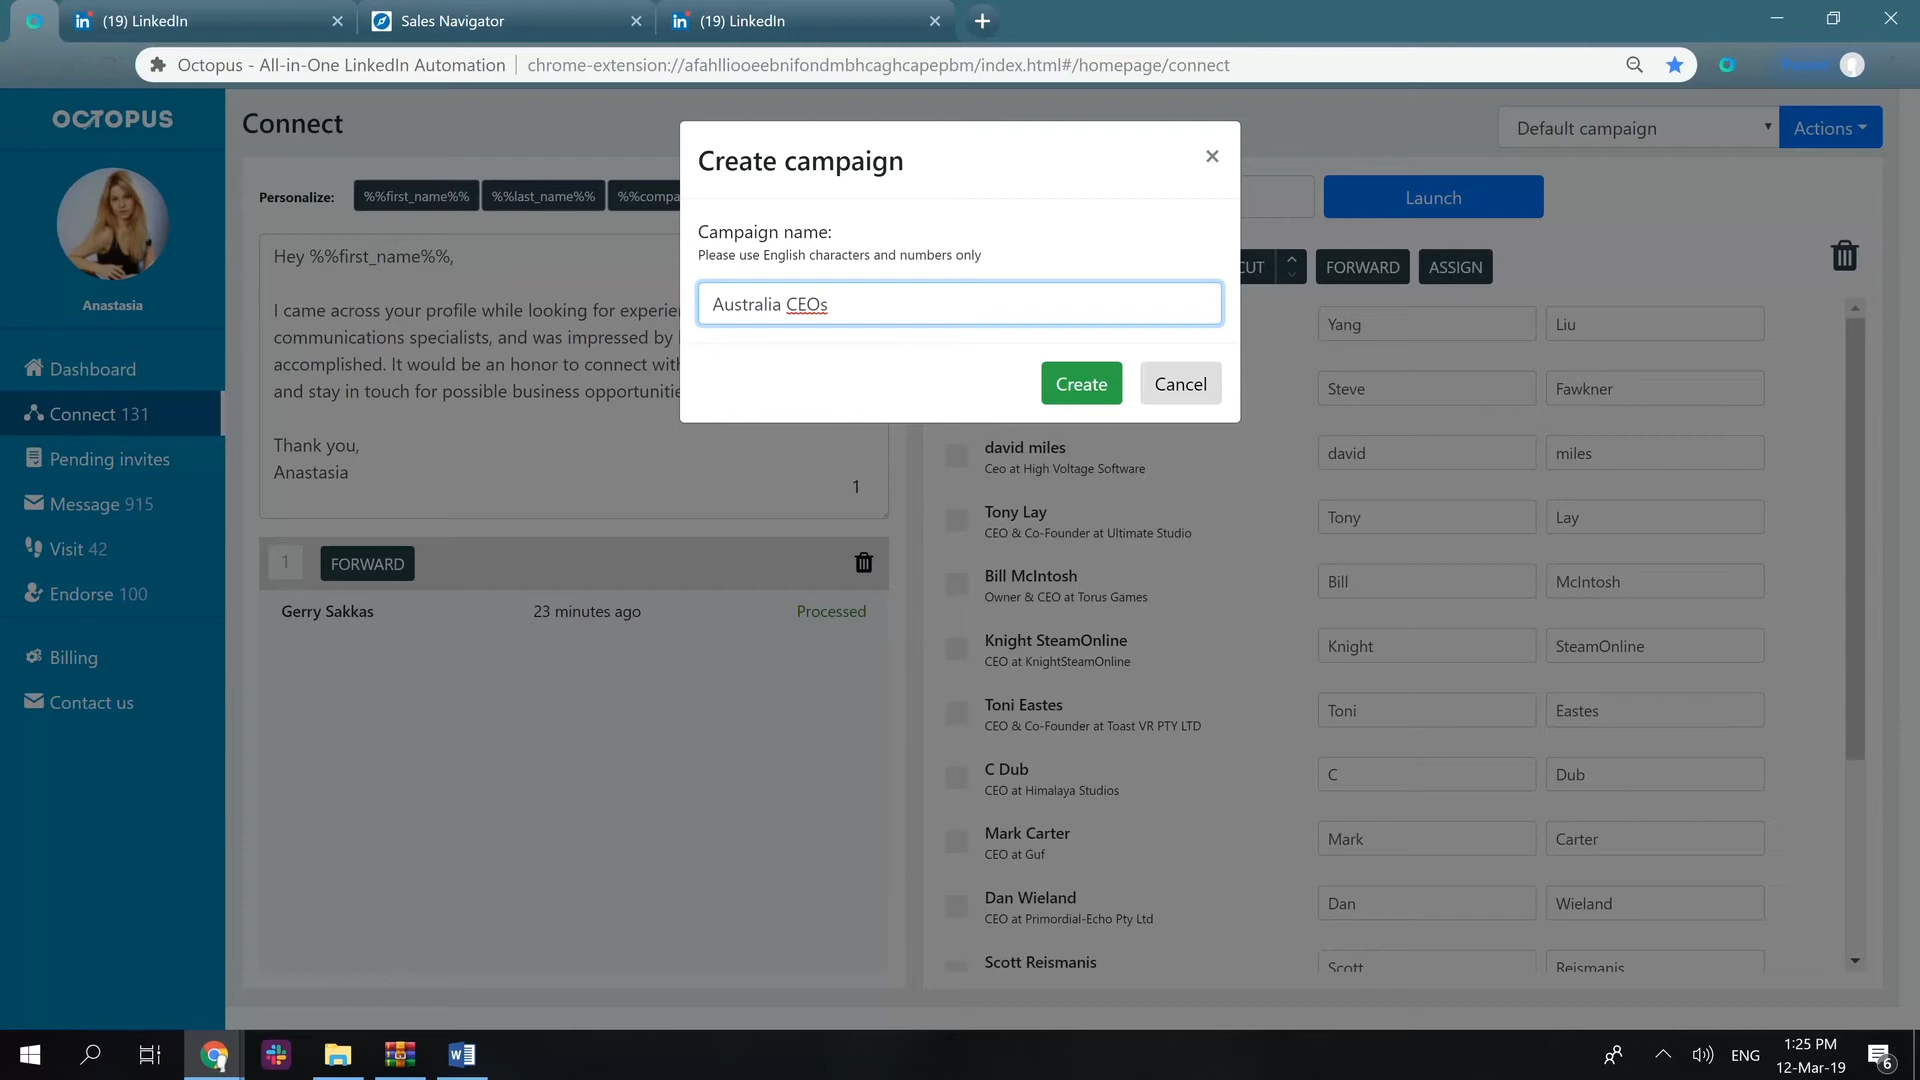 (19) LinkedIn
Sales Navigator
(19) LinkedIn
Octopus - All-in-One LinkedIn Automation
chrome-extension://afahlliooeebnifondmbhcaghcapepbm/index.html#/homepage/connect
OCTOPUS
Anastasia
Dashboard
Connect 131
Pending invites
Message 915
Visit 42
Endorse 100
Billing
Contact us
Connect
Default campaign
Actions
Personalize:
%%first_name%%
%%last_name%%
%%compa
Launch
Hey %%first_name%%,
I came across your profile while looking for experie
communications specialists, and was impressed by
accomplished. It would be an honor to connect wit
and stay in touch for possible business opportunitie
Thank you,
Anastasia
1
1
FORWARD
Gerry Sakkas
23 minutes ago
Processed
Create campaign
×
Campaign name:
Please use English characters and numbers only
Australia CEOs
Create
Cancel
CUT
FORWARD
ASSIGN
Yang
Liu
Steve
Fawkner
david miles
Ceo at High Voltage Software
david
miles
Tony Lay
CEO & Co-Founder at Ultimate Studio
Tony
Lay
Bill McIntosh
Owner & CEO at Torus Games
Bill
McIntosh
Knight SteamOnline
CEO at KnightSteamOnline
Knight
SteamOnline
Toni Eastes
CEO & Co-Founder at Toast VR PTY LTD
Toni
Eastes
C Dub
CEO at Himalaya Studios
C
Dub
Mark Carter
CEO at Guf
Mark
Carter
Dan Wieland
CEO at Primordial-Echo Pty Ltd
Dan
Wieland
Scott Reismanis
Scott
Reismanis
ENG
1:25 PM
12-Mar-19
6